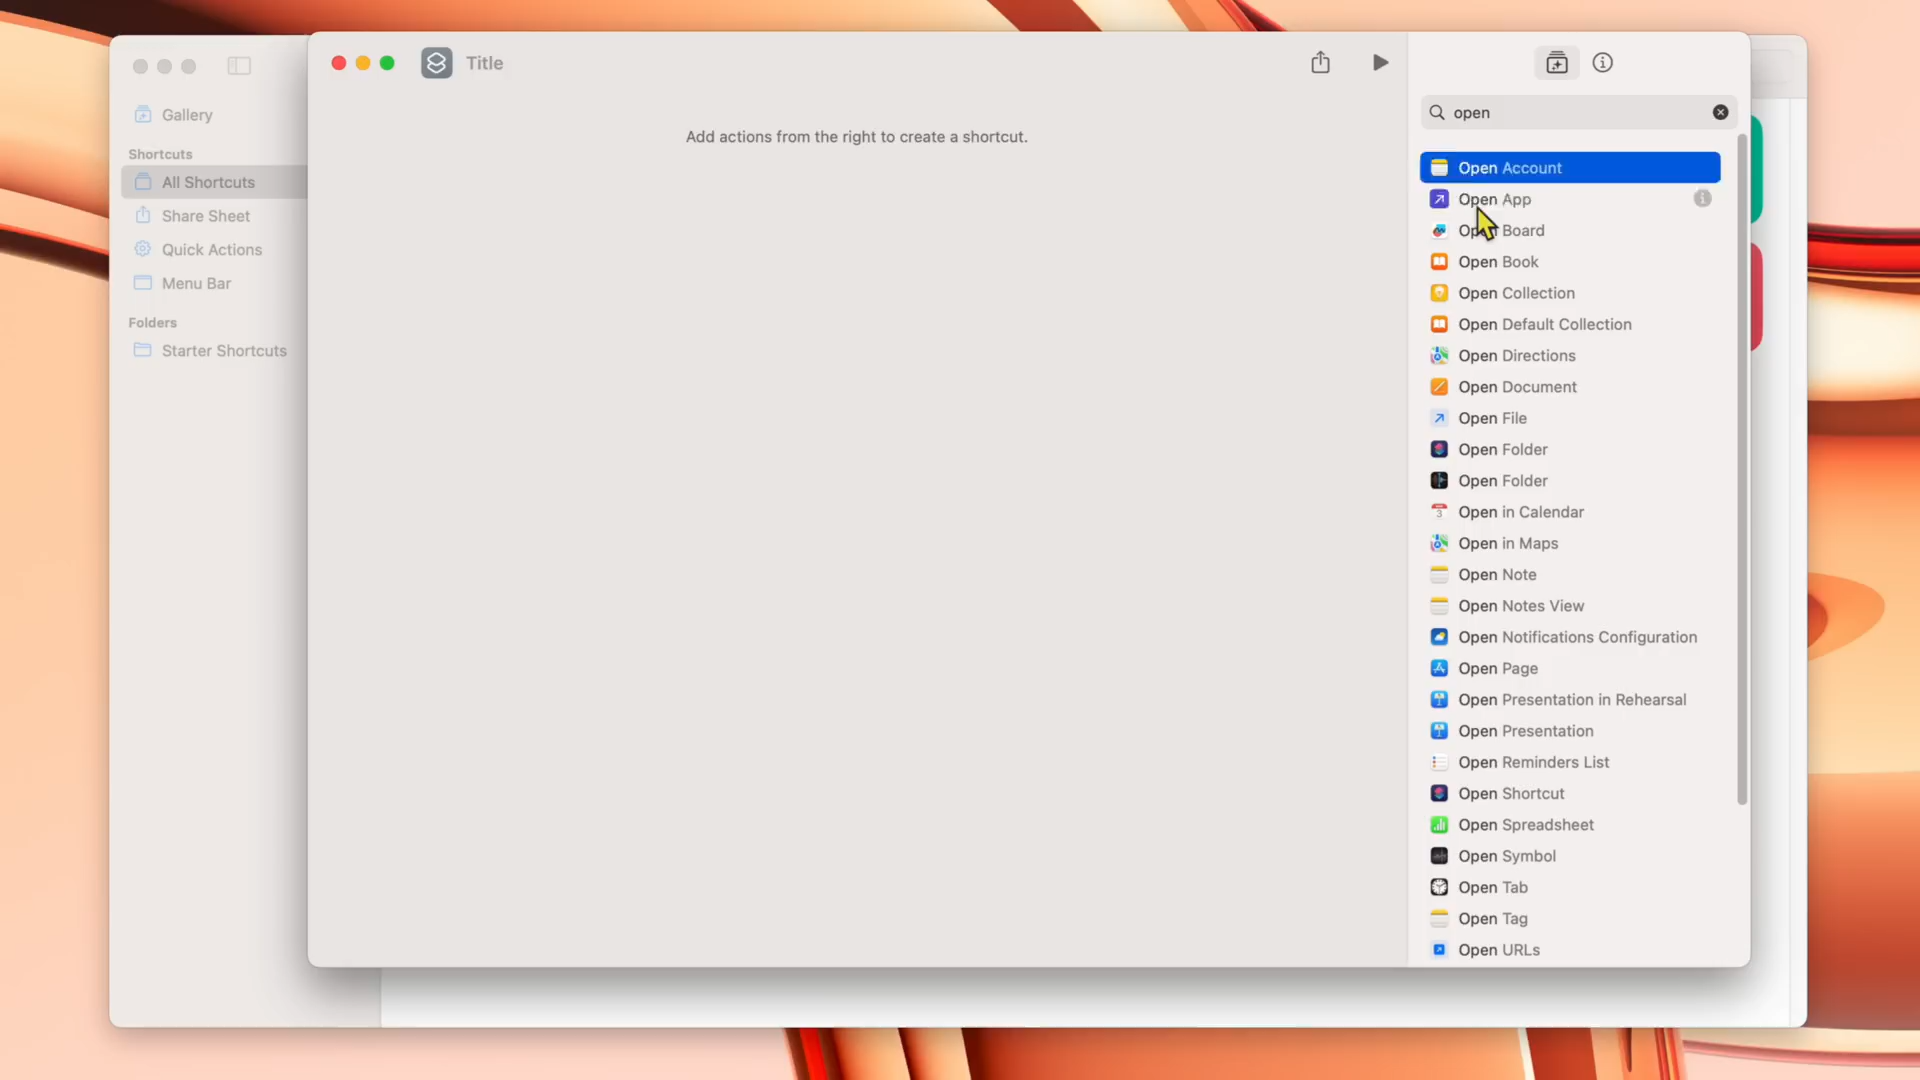 Title
Gallery
Shortcuts
All Shortcuts
Share Sheet
Quick Actions
Menu Bar
Folders
Starter Shortcuts
Add actions from the right to create a shortcut.
open
Open Account
Open App
Open Board
Open Book
Open Collection
Open Default Collection
Open Directions
Open Document
Open File
Open Folder
Open Folder
3
Open in Calendar
Open in Maps
Open Note
Open Notes View
Open Notifications Configuration
Open Page
Open Presentation in Rehearsal
Open Presentation
Open Reminders List
Open Shortcut
Open Spreadsheet
Open Symbol
Open Tab
Open Tag
Open URLs